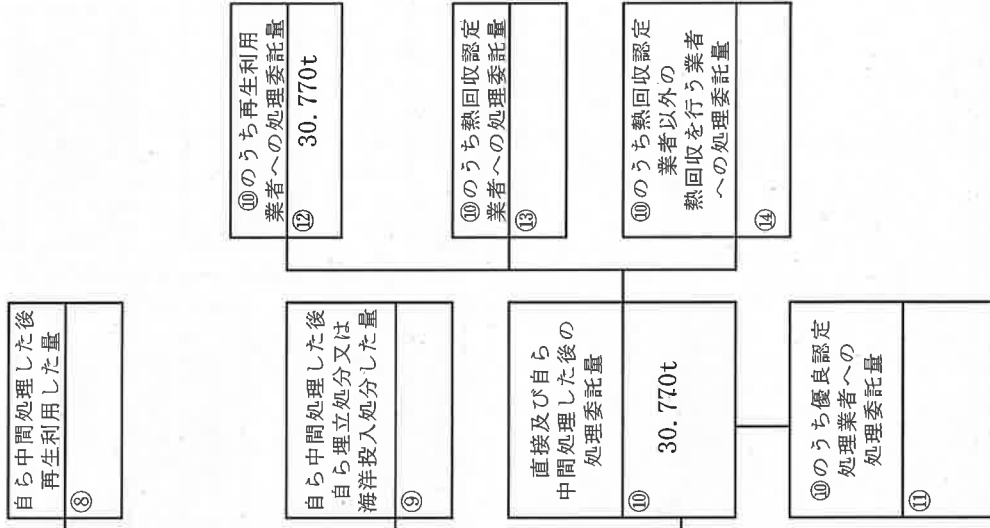 自ら中間処理した後
再生利用した量
⑧
自ら中間処理した後
自ら埋立処分又は
海洋投入処分した量
⑨
直接及び自ら
中間処理した後の
処理委託量
⑩
30.770t
⑩のうち優良認定
処理業者への
処理委託量
⑪
⑩のうち再生利用
業者への処理委託量
⑫
30.770t
⑩のうち熱回収認定
業者への処理委託量
⑬
⑩のうち熱回収認定
業者以外の
熱回収を行う業者
への処理委託量
⑭